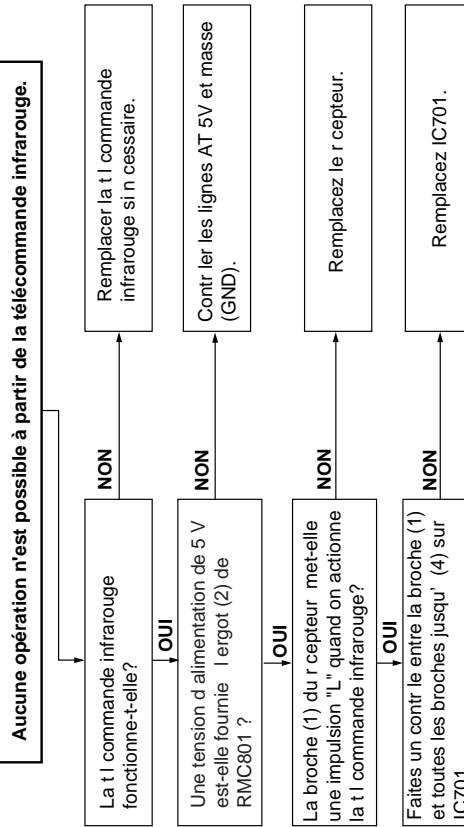 Aucune opération n'est possible à partir de la télécommande infrarouge.
La t l commande infrarouge
fonctionne-t-elle?
NON
Remplacer la t l commande
infrarouge si n cessaire.
OUI
Une tension d alimentation de 5 V
est-elle fournie l ergot (2) de
RMC801 ?
NON
Contr ler les lignes AT 5V et masse
(GND).
OUI
La broche (1) du r cepteur met-elle
une impulsion "L" quand on actionne
la t l commande infrarouge?
NON
Remplacez le r cepteur.
OUI
Faites un contr le entre la broche (1)
et toutes les broches jusqu' (4) sur
IC701.
NON
Remplacez IC701.